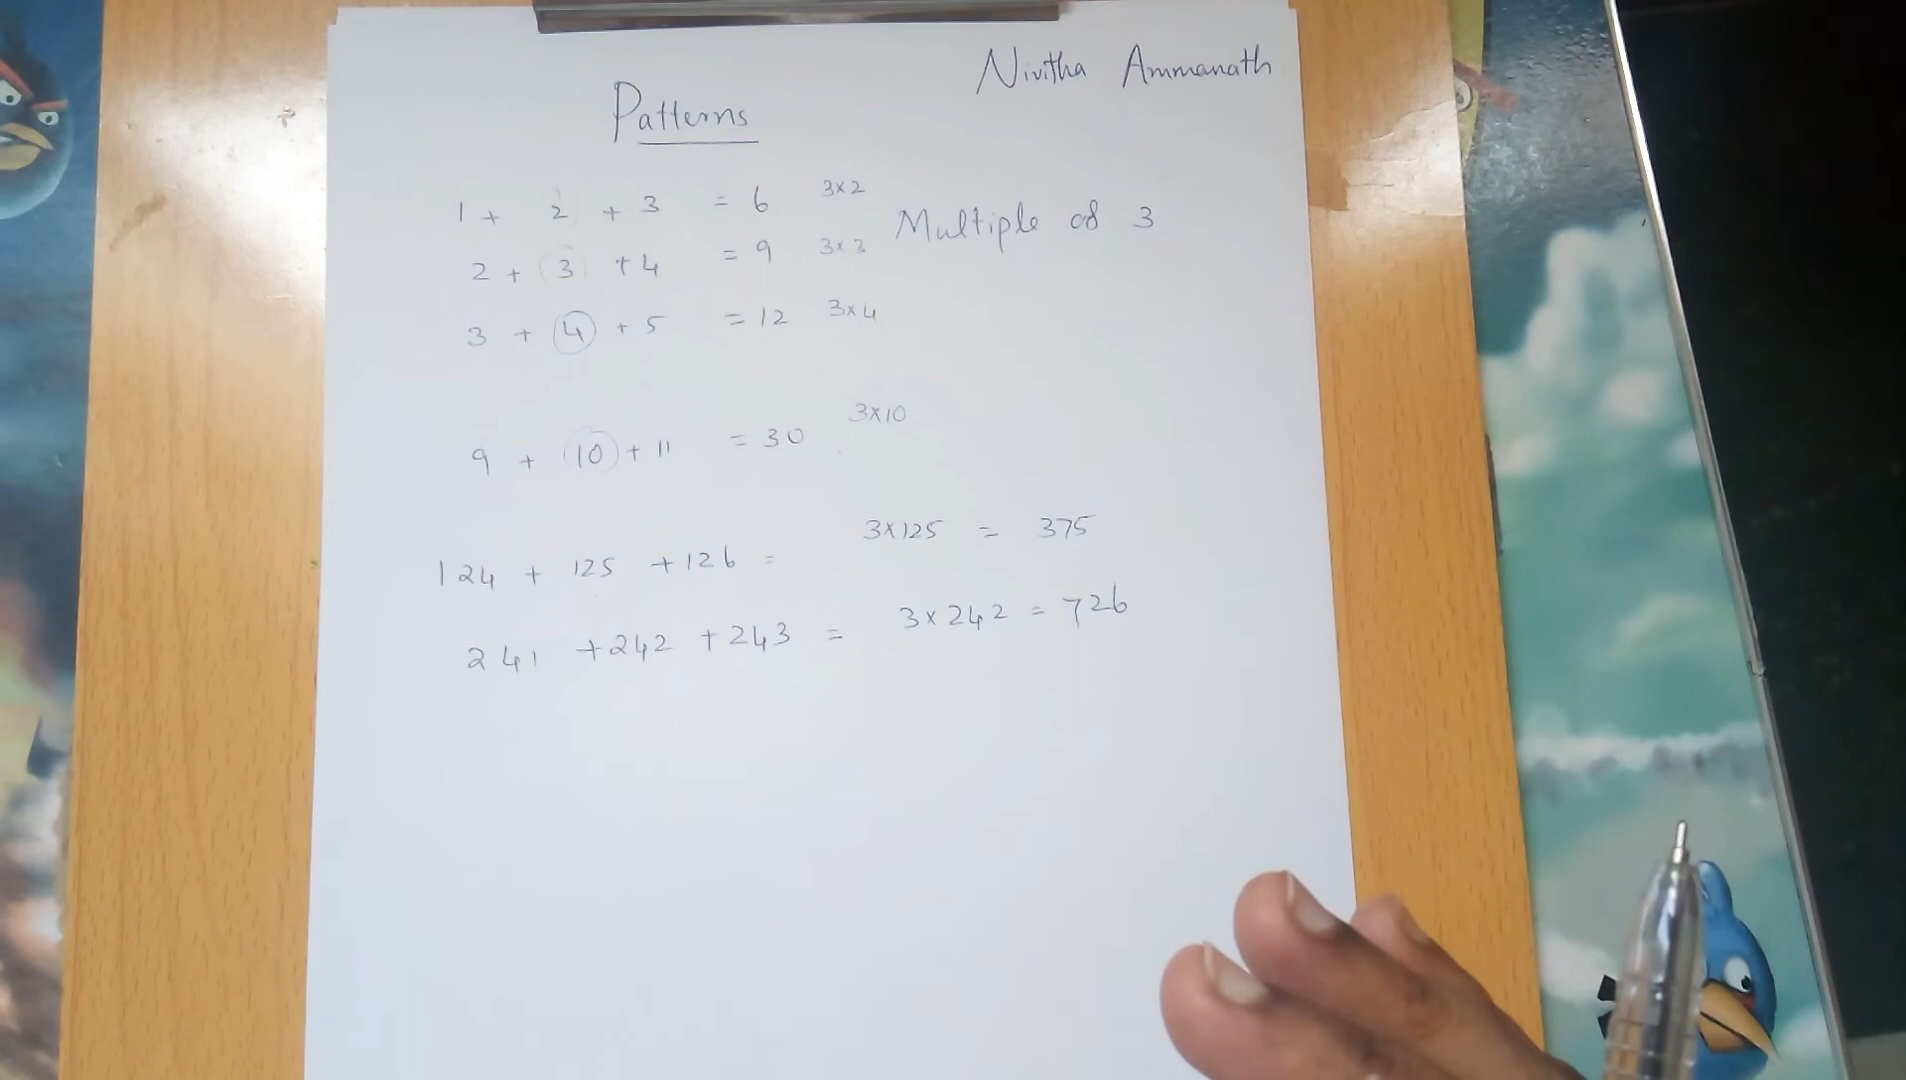 Nivitha Ammanath
Patterns
1 + 2 + 3 = 6 3x2
Multiple of 3
2 + 3 + 4 = 9 3x3
3 + 4 + 5 = 12 3x4
9 + 10 + 11 = 30 3x10
124 + 125 + 126 = 3x125 = 375
241 + 242 + 243 = 3x242 = 726